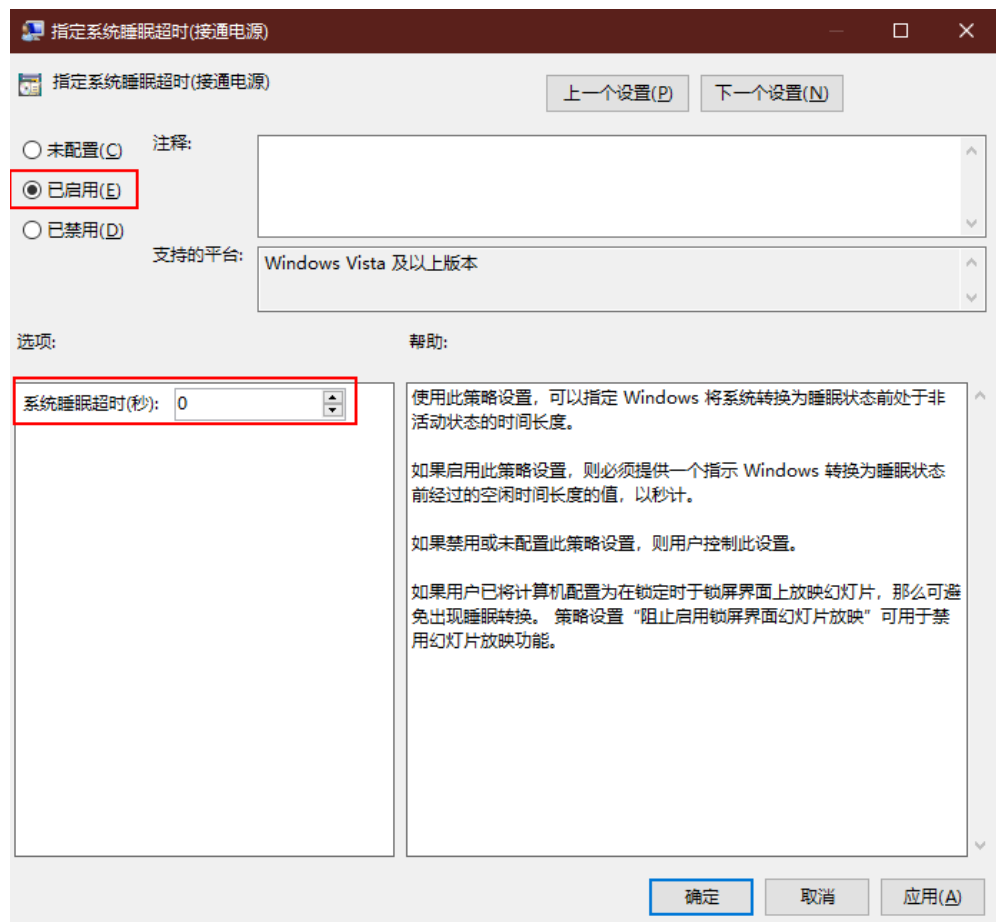 指定系统睡眠超时(接通电源)
指定系统睡眠超时(接通电源)
上一个设置(P)
下一个设置(N)
未配置(C)
注释:
已启用(E)
已禁用(D)
支持的平台:
Windows Vista 及以上版本
选项:
帮助:
系统睡眠超时(秒):
0
使用此策略设置，可以指定 Windows 将系统转换为睡眠状态前处于非
活动状态的时间长度。
如果启用此策略设置，则必须提供一个指示 Windows 转换为睡眠状态
前经过的空闲时间长度的值，以秒计。
如果禁用或未配置此策略设置，则用户控制此设置。
如果用户已将计算机配置为在锁定时于锁屏界面上放映幻灯片，那么可避
免出现睡眠转换。 策略设置“阻止启用锁屏界面幻灯片放映”可用于禁
用幻灯片放映功能。
确定
取消
应用(A)